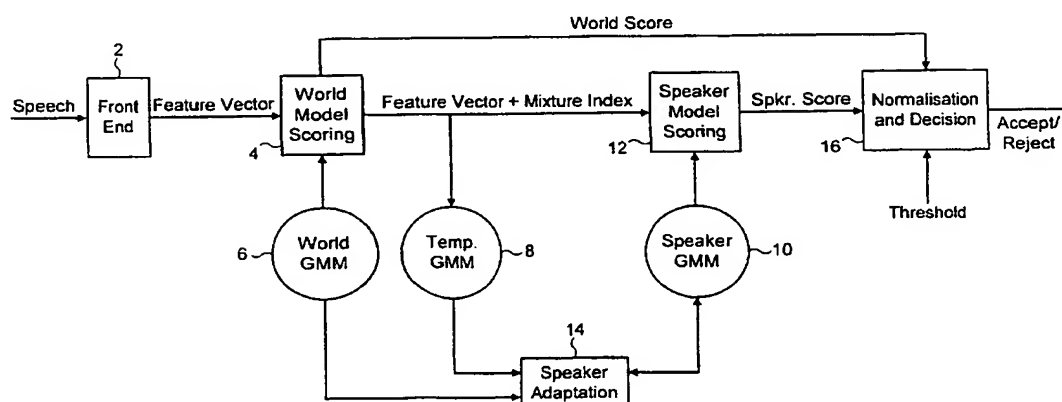 World Score
2
Speech
Front
End
Feature Vector
World
Model
Scoring
4
Feature Vector + Mixture Index
Speaker
Model
Scoring
12
Spkr. Score
Normalisation
and Decision
16
Accept/
Reject
Threshold
6
World
GMM
Temp.
GMM
8
Speaker
GMM
10
14
Speaker
Adaptation